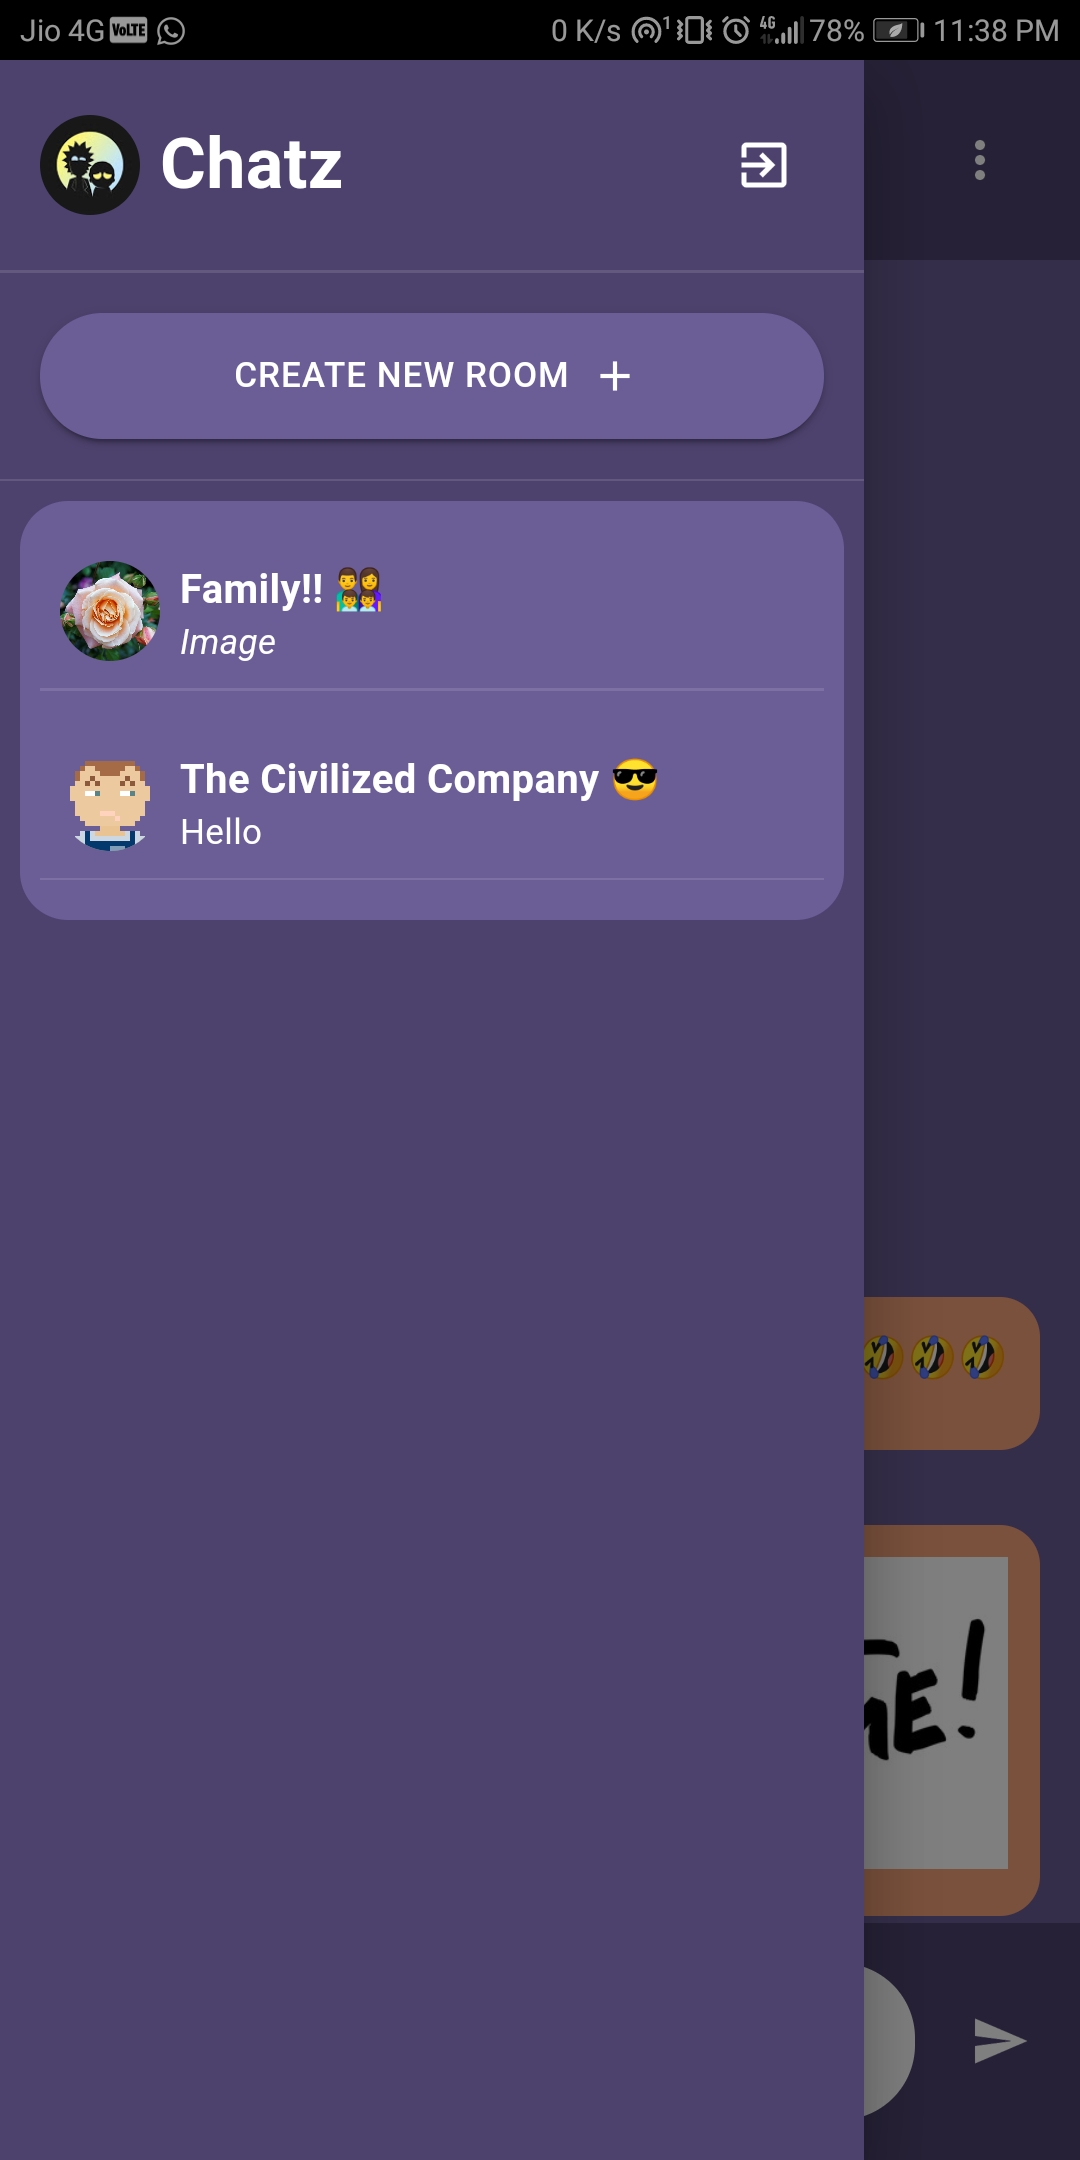 Jio 4G VoLTE 0 K/s 1 4G 78% 11:38 PM
Chatz
CREATE NEW ROOM +
Family!! 👨‍👩‍👦‍👦
Image
The Civilized Company 😎
Hello
🤣🤣🤣
E!